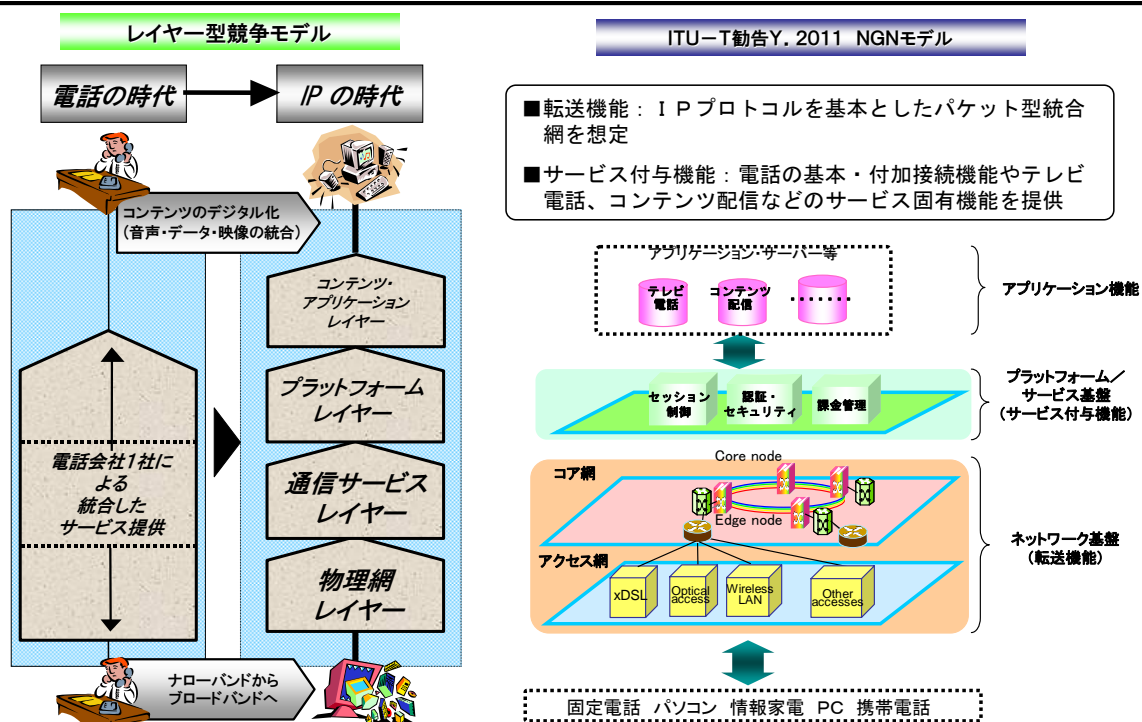 レイヤー型競争モデル
電話の時代
IP の時代
コンテンツのデジタル化
(音声・データ・映像の統合)
コンテンツ・
アプリケーション
レイヤー
プラットフォーム
レイヤー
電話会社1社に
よる
統合した
サービス提供
通信サービス
レイヤー
物理網
レイヤー
ナローバンドから
ブロードバンドへ
ITU-T勧告Y.2011 NGNモデル
■転送機能:IPプロトコルを基本としたパケット型統合
網を想定
■サービス付与機能:電話の基本・付加接続機能やテレビ
電話、コンテンツ配信などのサービス固有機能を提供
アプリケーション・サーバー等
テレビ
電話
コンテンツ
配信
・・・・・・
アプリケーション機能
セッション
制御
認証・
セキュリティ
課金管理
プラットフォーム/
サービス基盤
(サービス付与機能)
コア網
Core node
Edge node
アクセス網
xDSL
Optical
access
Wireless
LAN
Other
accesses
ネットワーク基盤
(転送機能)
固定電話 パソコン 情報家電 PC 携帯電話